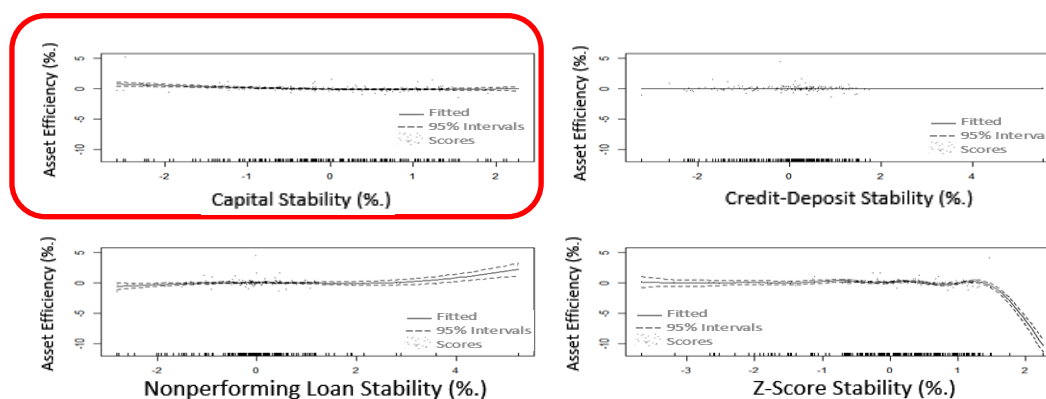 Asset Efficiency (%.)
5
0
-5
-10
Fitted
95% Intervals
Scores
-2
-1
0
1
2
Capital Stability (%.)
Asset Efficiency (%.)
5
0
-5
-10
Fitted
95% Intervals
Scores
-2
0
2
4
Credit-Deposit Stability (%.)
Asset Efficiency (%.)
5
0
-5
-10
Fitted
95% Intervals
Scores
-2
0
2
4
Nonperforming Loan Stability (%.)
Asset Efficiency (%.)
5
0
-5
-10
Fitted
95% Intervals
Scores
-3
-2
-1
0
1
2
Z-Score Stability (%.)